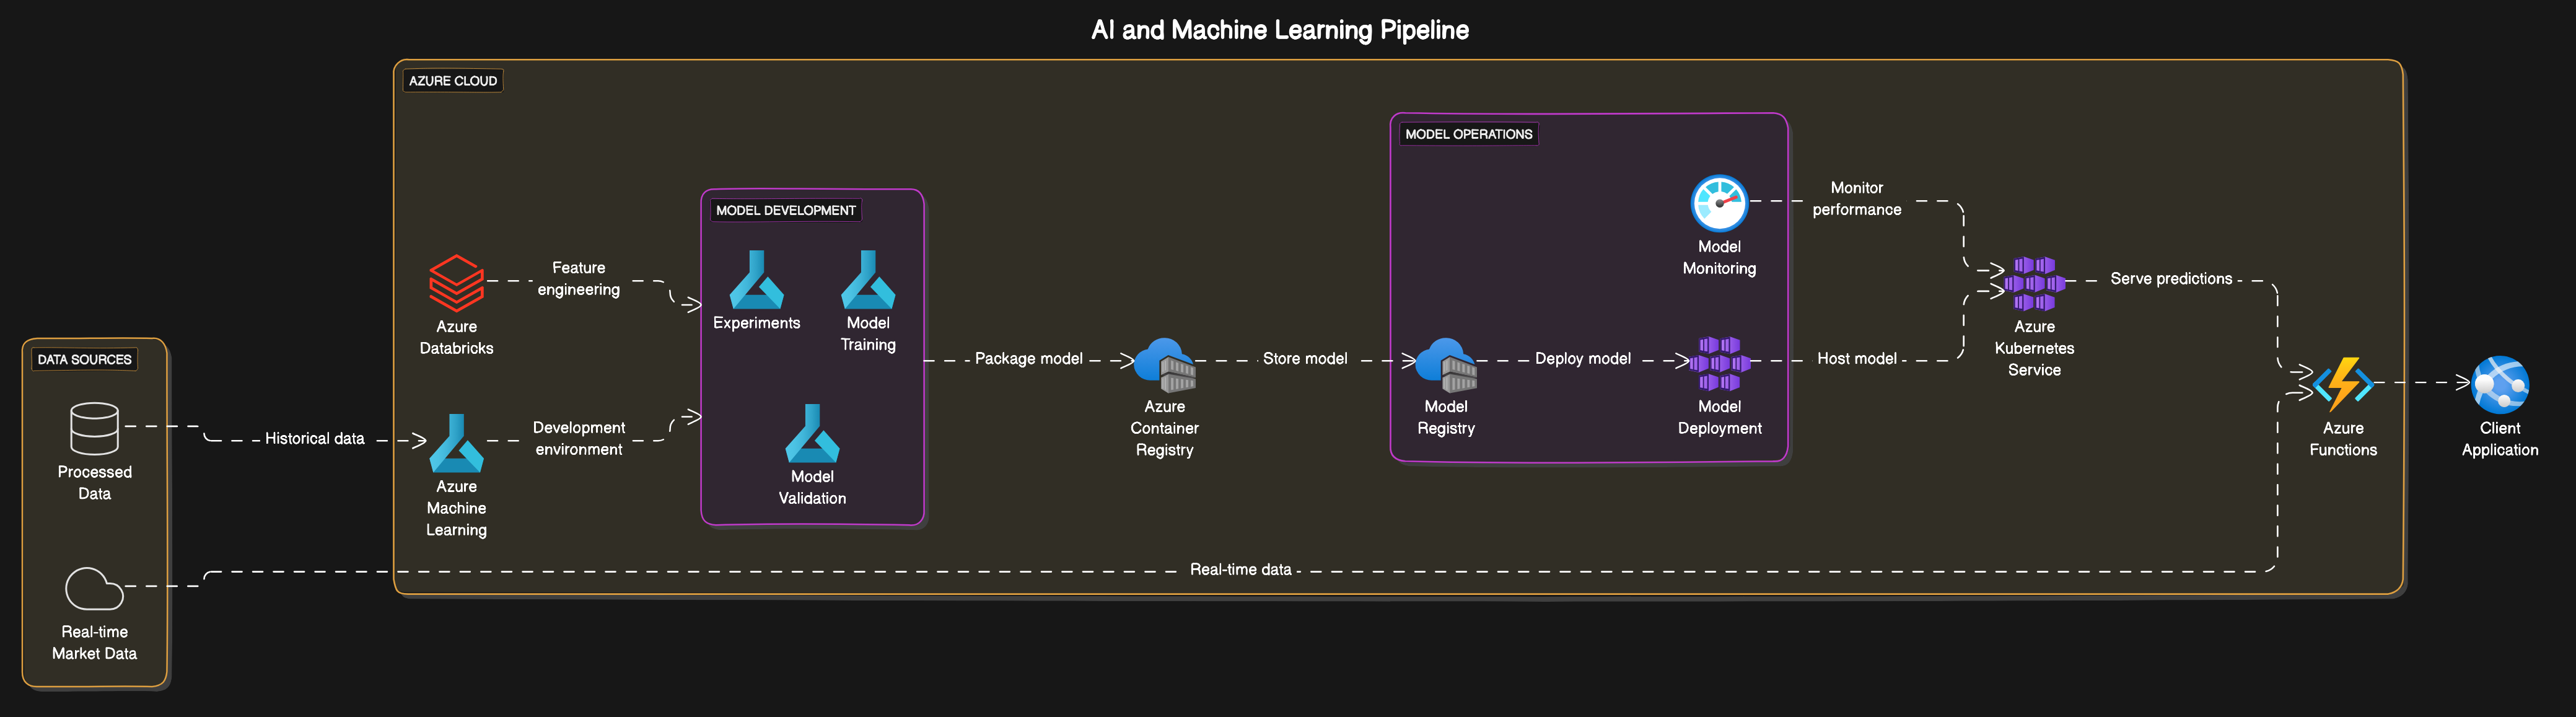 AI and Machine Learning Pipeline
AZURE CLOUD
MODEL OPERATIONS
Monitor
performance
MODEL DEVELOPMENT
Model
Monitoring
Feature
engineering
Serve predictions
Experiments
Model
Training
Azure
Databricks
Azure
Kubernetes
Service
DATA SOURCES
Package model
Store model
Deploy model
Host model
Azure
Container
Registry
Model
Registry
Model
Deployment
Azure
Functions
Client
Application
Historical data
Development
environment
Processed
Data
Model
Validation
Azure
Machine
Learning
Real-time data
Real-time
Market Data